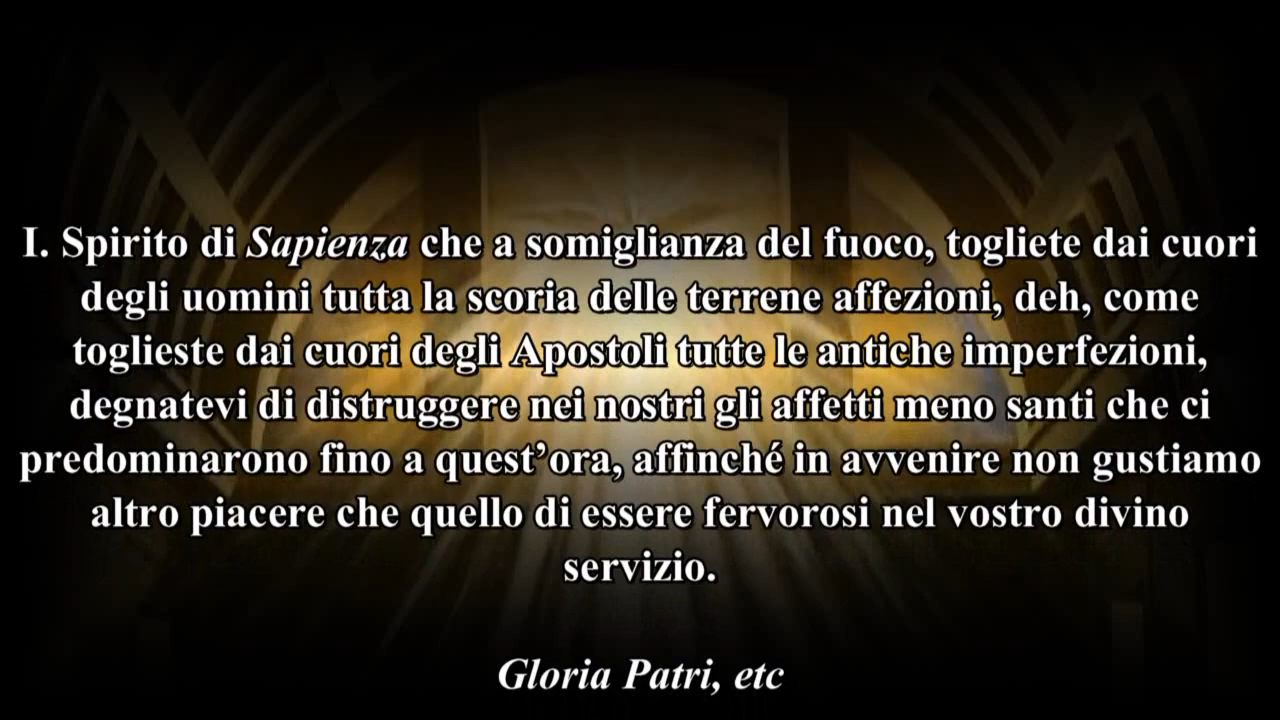 I. Spirito di Sapienza che a somiglianza del fuoco, togliete dai cuori
degli uomini tutta la scoria delle terrene affezioni, deh, come
toglieste dai cuori degli Apostoli tutte le antiche imperfezioni,
degnatevi di distruggere nei nostri gli affetti meno santi che ci
predominarono fino a quest’ora, affinché in avvenire non gustiamo
altro piacere che quello di essere fervorosi nel vostro divino
servizio.
Gloria Patri, etc